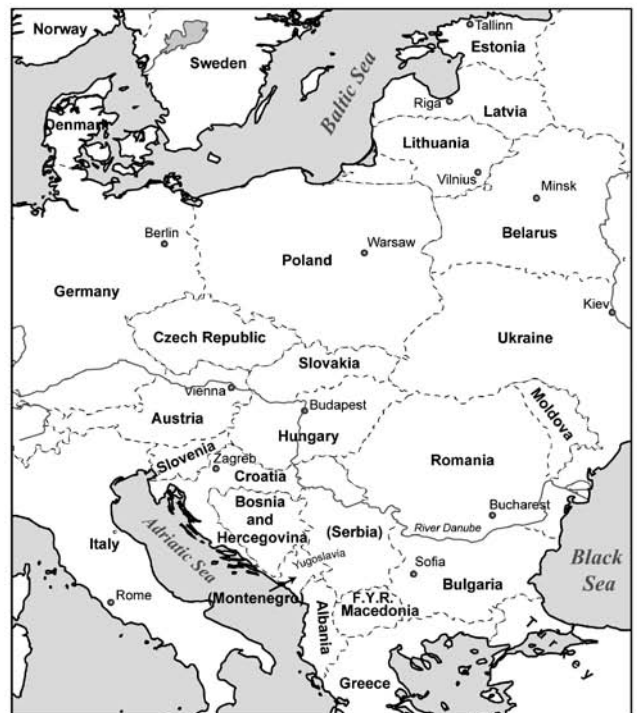 Norway
Sweden
Tallinn
Estonia
Baltic Sea
Riga
Latvia
Denmark
Lithuania
Vilnius
Minsk
Belarus
Berlin
Warsaw
Poland
Germany
Kiev
Czech Republic
Ukraine
Slovakia
Vienna
Budapest
Austria
Hungary
Moldova
Slovenia
Zagreb
Croatia
Romania
Bosnia
and
Hercegovina
Bucharest
River Danube
(Serbia)
Adriatic Sea
Italy
Yugoslavia
Sofia
Bulgaria
Black
Sea
Rome
(Montenegro)
Albania
F.Y.R.
Macedonia
Turkey
Greece